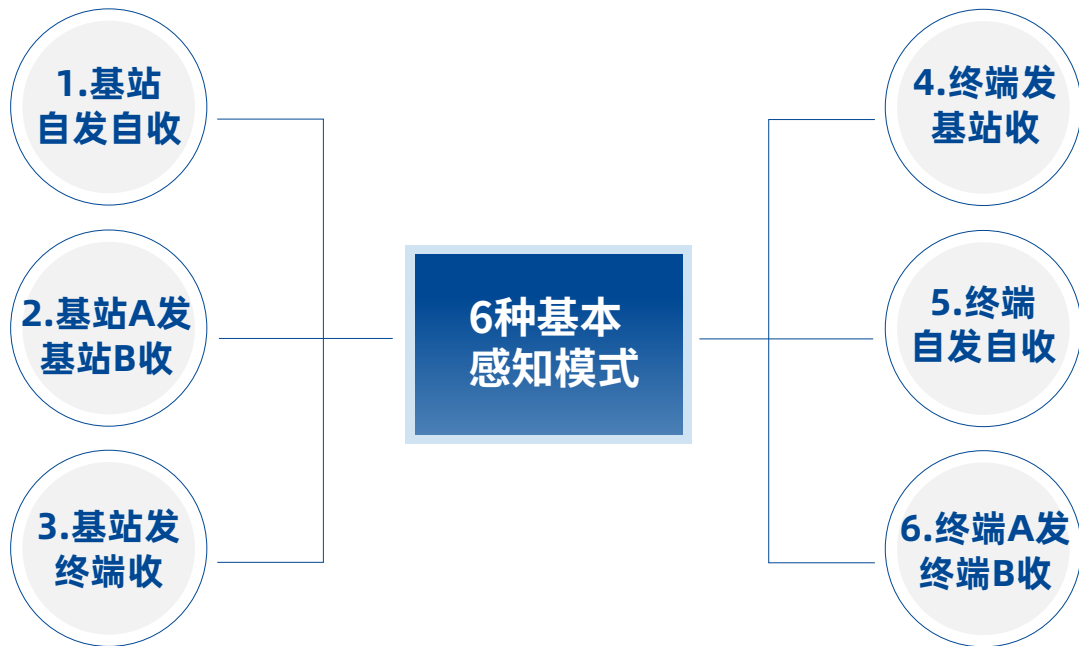 1.基站
自发自收
2.基站A发
基站B收
3.基站发
终端收
6种基本
感知模式
4.终端发
基站收
5.终端
自发自收
6.终端A发
终端B收